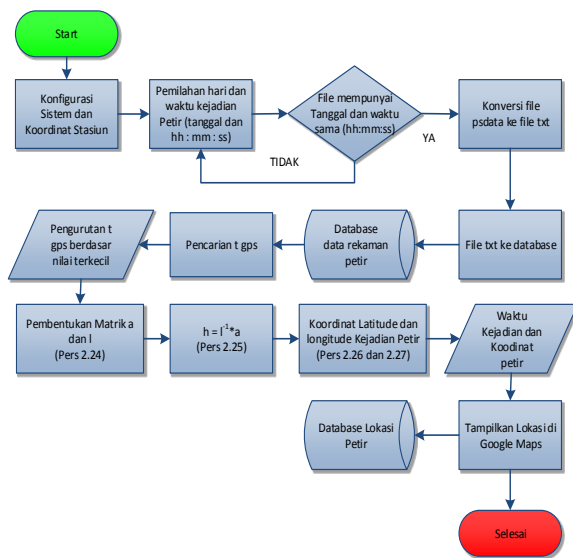 Start
Konfigurasi
Sistem dan
Koordinat Stasiun
Pemilahan hari dan
waktu kejadian
Petir (tanggal dan
hh : mm : ss)
File mempunyai
Tanggal dan waktu
sama (hh:mm:ss)
TIDAK
YA
Konversi file
psdata ke file txt
File txt ke database
Database
data rekaman
petir
Pencarian t gps
Pengurutan t
gps berdasar
nilai terkecil
Pembentukan Matrik a
dan l
(Pers 2.24)
h = l⁻¹*a
(Pers 2.25)
Koordinat Latitude dan
longitude Kejadian Petir
(Pers 2.26 dan 2.27)
Waktu
Kejadian dan
Koodinat
petir
Tampilkan Lokasi di
Google Maps
Database Lokasi
Petir
Selesai